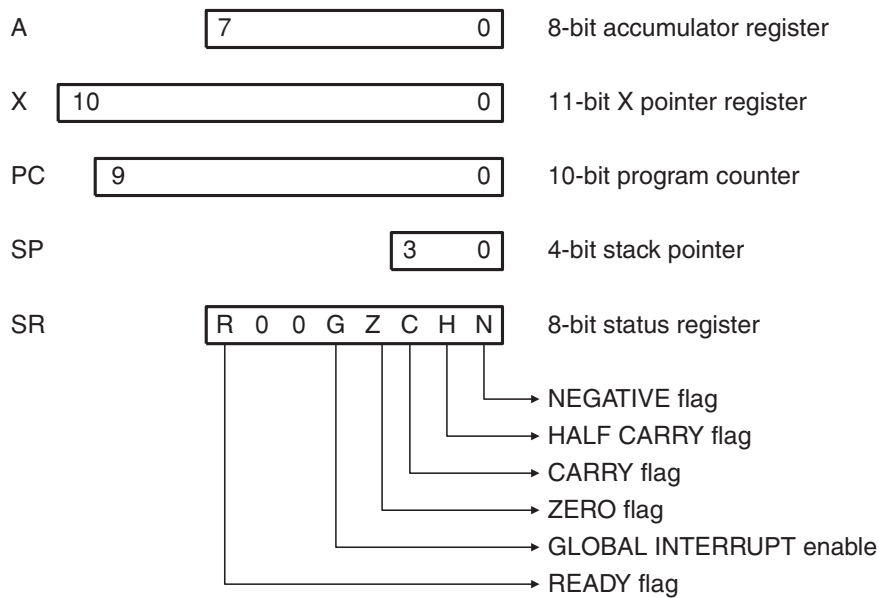 A 7 0 8-bit accumulator register
X 10 0 11-bit X pointer register
PC 9 0 10-bit program counter
SP 3 0 4-bit stack pointer
SR R 0 0 G Z C H N 8-bit status register
NEGATIVE flag
HALF CARRY flag
CARRY flag
ZERO flag
GLOBAL INTERRUPT enable
READY flag